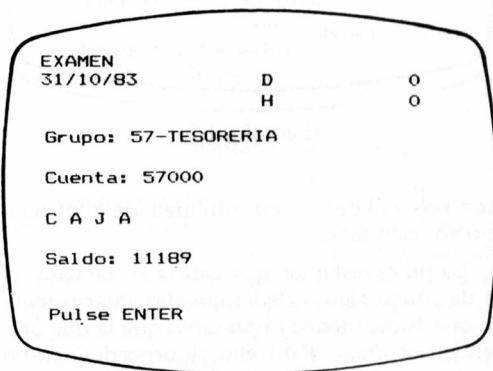 EXAMEN
31/10/83 D 0
H 0
Grupo: 57-TESORERIA
Cuenta: 57000
C A J A
Saldo: 11189
Pulse ENTER